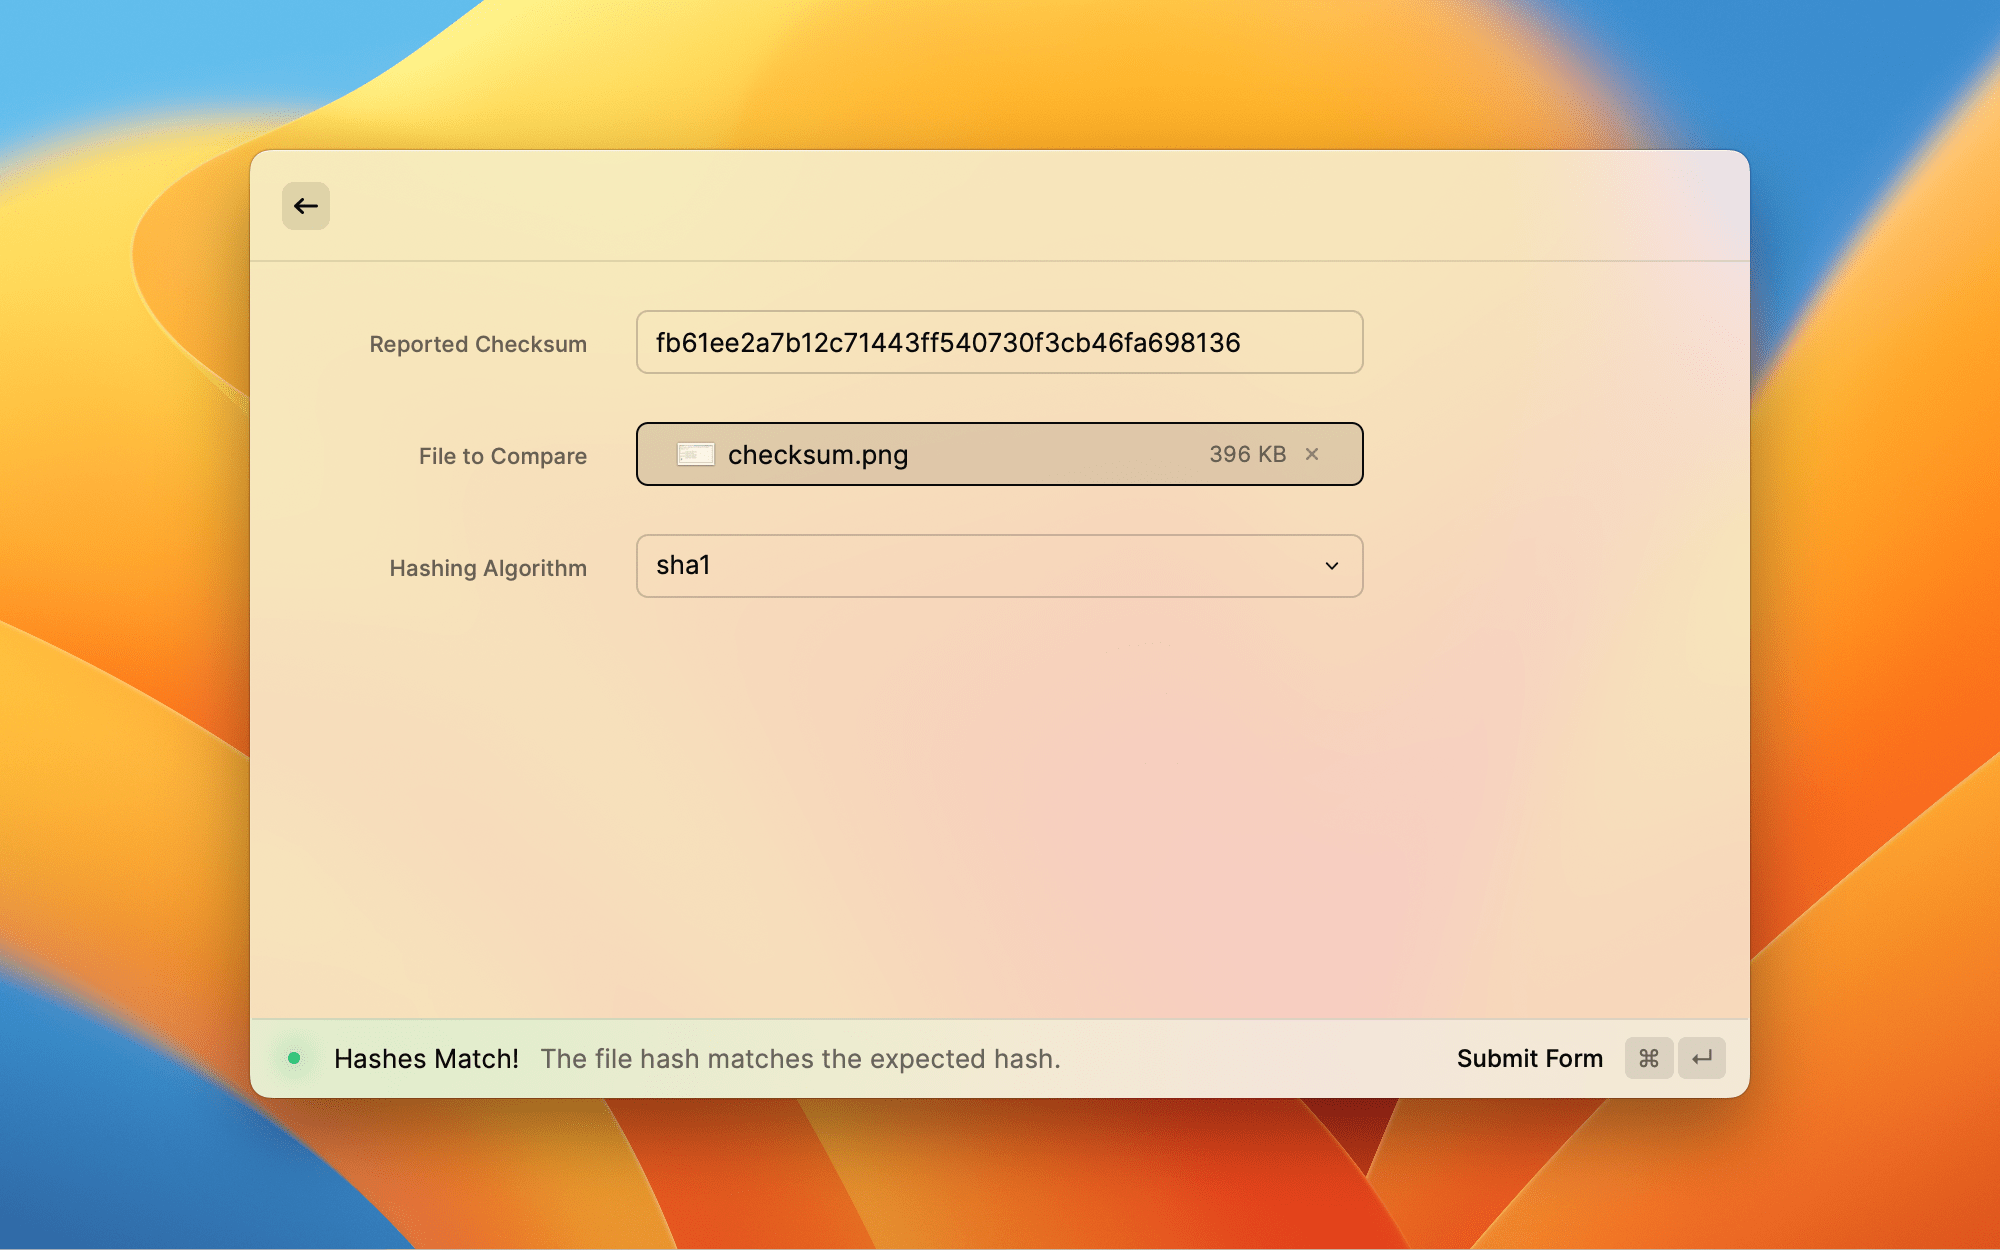 Reported Checksum fb61ee2a7b12c71443ff540730f3cb46fa698136
File to Compare checksum.png 396 KB ×
Hashing Algorithm sha1
Hashes Match! The file hash matches the expected hash. Submit Form ⌘ ↵